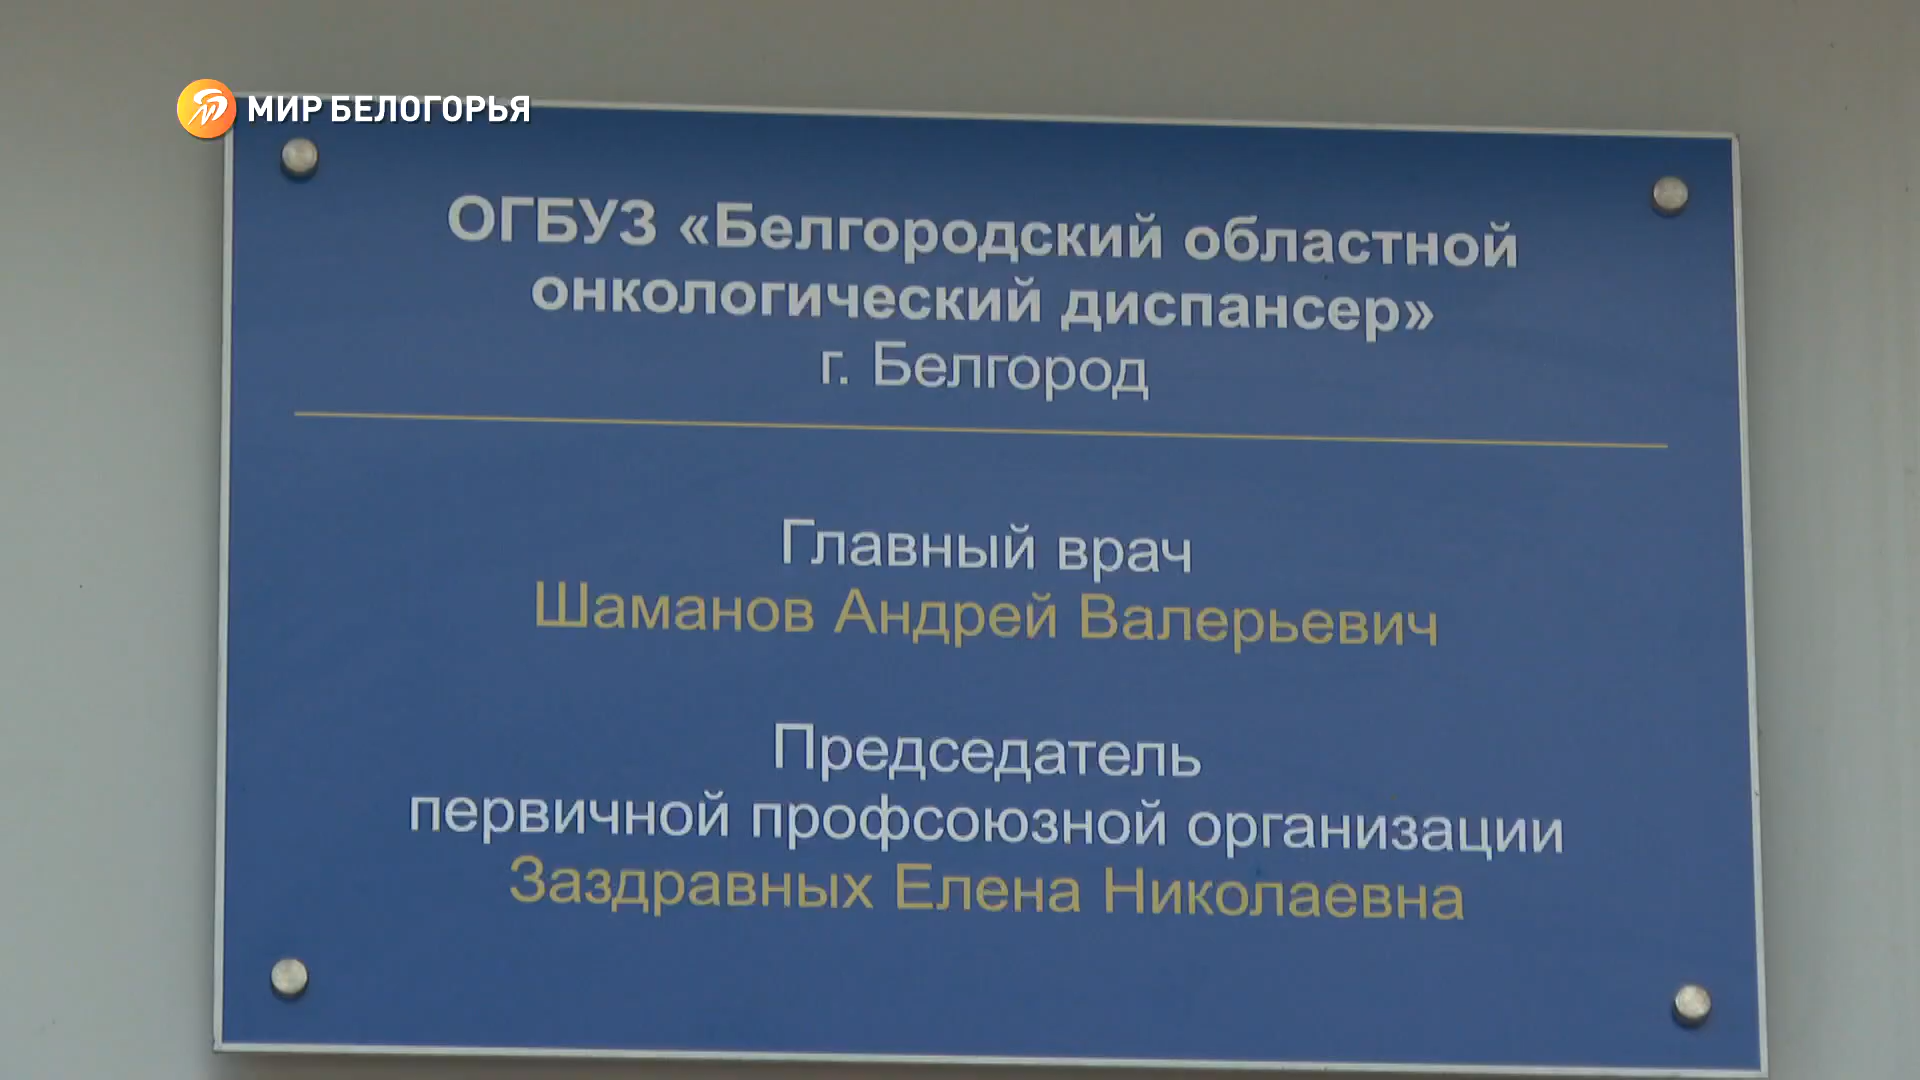 МИР БЕЛОГОРЬЯ
ОГБУЗ «Белгородский областной
онкологический диспансер»
г. Белгород
Главный врач
Шаманов Андрей Валерьевич
Председатель
первичной профсоюзной организации
Заздравных Елена Николаевна